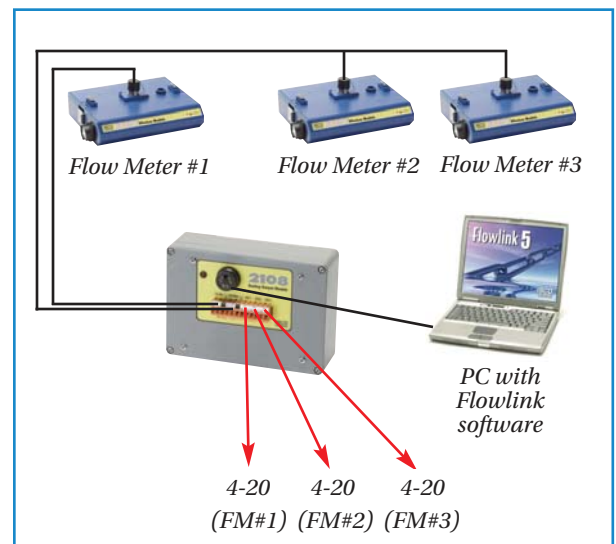 Flow Meter #1
Flow Meter #2
Flow Meter #3
2108
Flowlink 5
PC with
Flowlink
software
4-20
(FM#1)
4-20
(FM#2)
4-20
(FM#3)